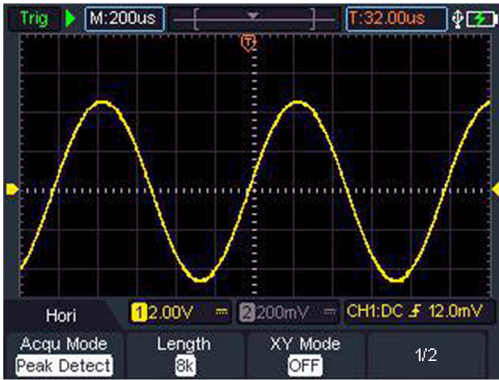 Trig M:200us T:32.00us
T
Hori 1 2.00V 2 200mV CH1:DC 12.0mV
Acqu Mode Length XY Mode 1/2
Peak Detect 8k OFF